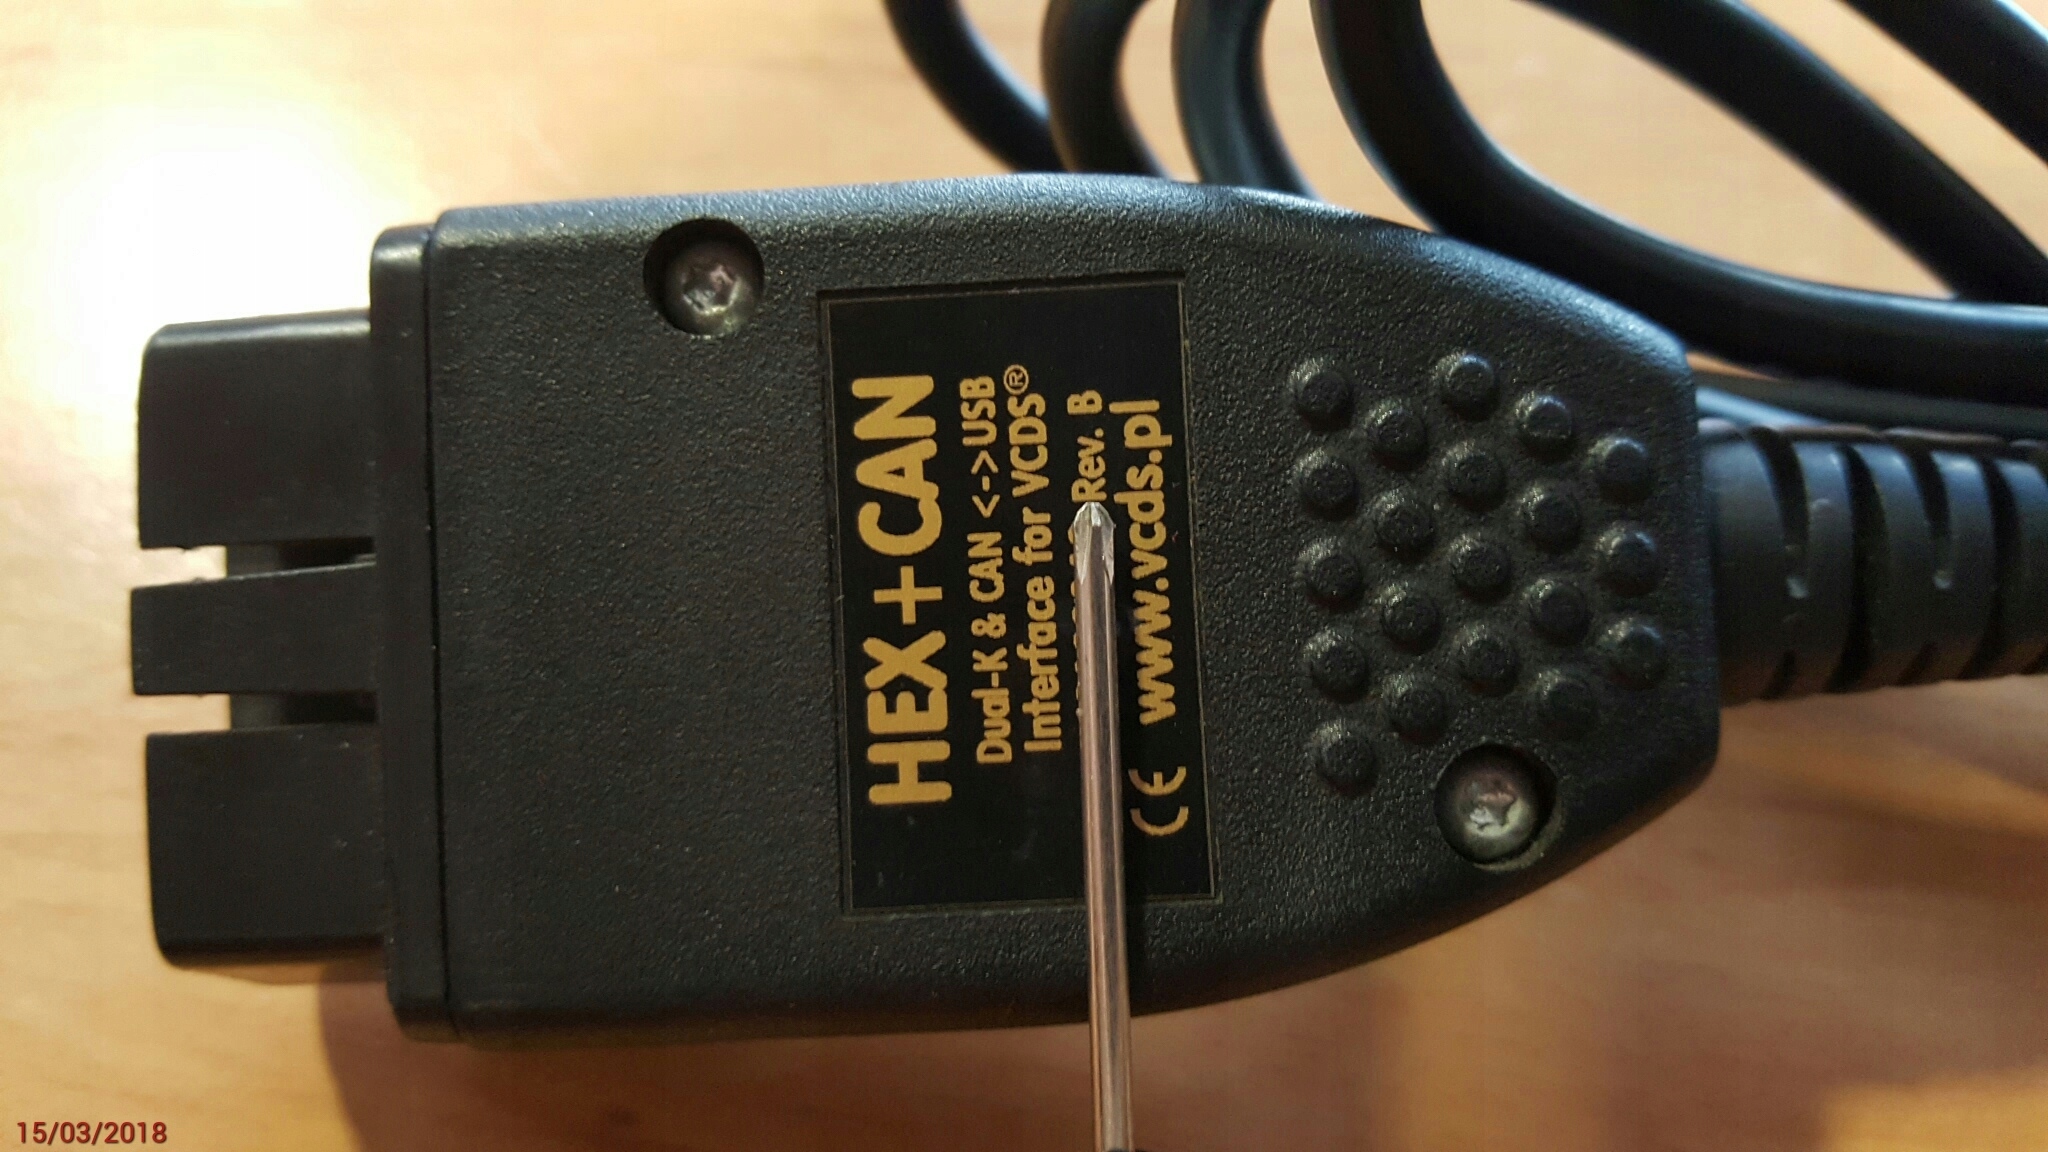 HEX+CAN
Dual-K & CAN <->USB
Interface for VCDS®
Rev. B
CE www.vcds.pl
15/03/2018